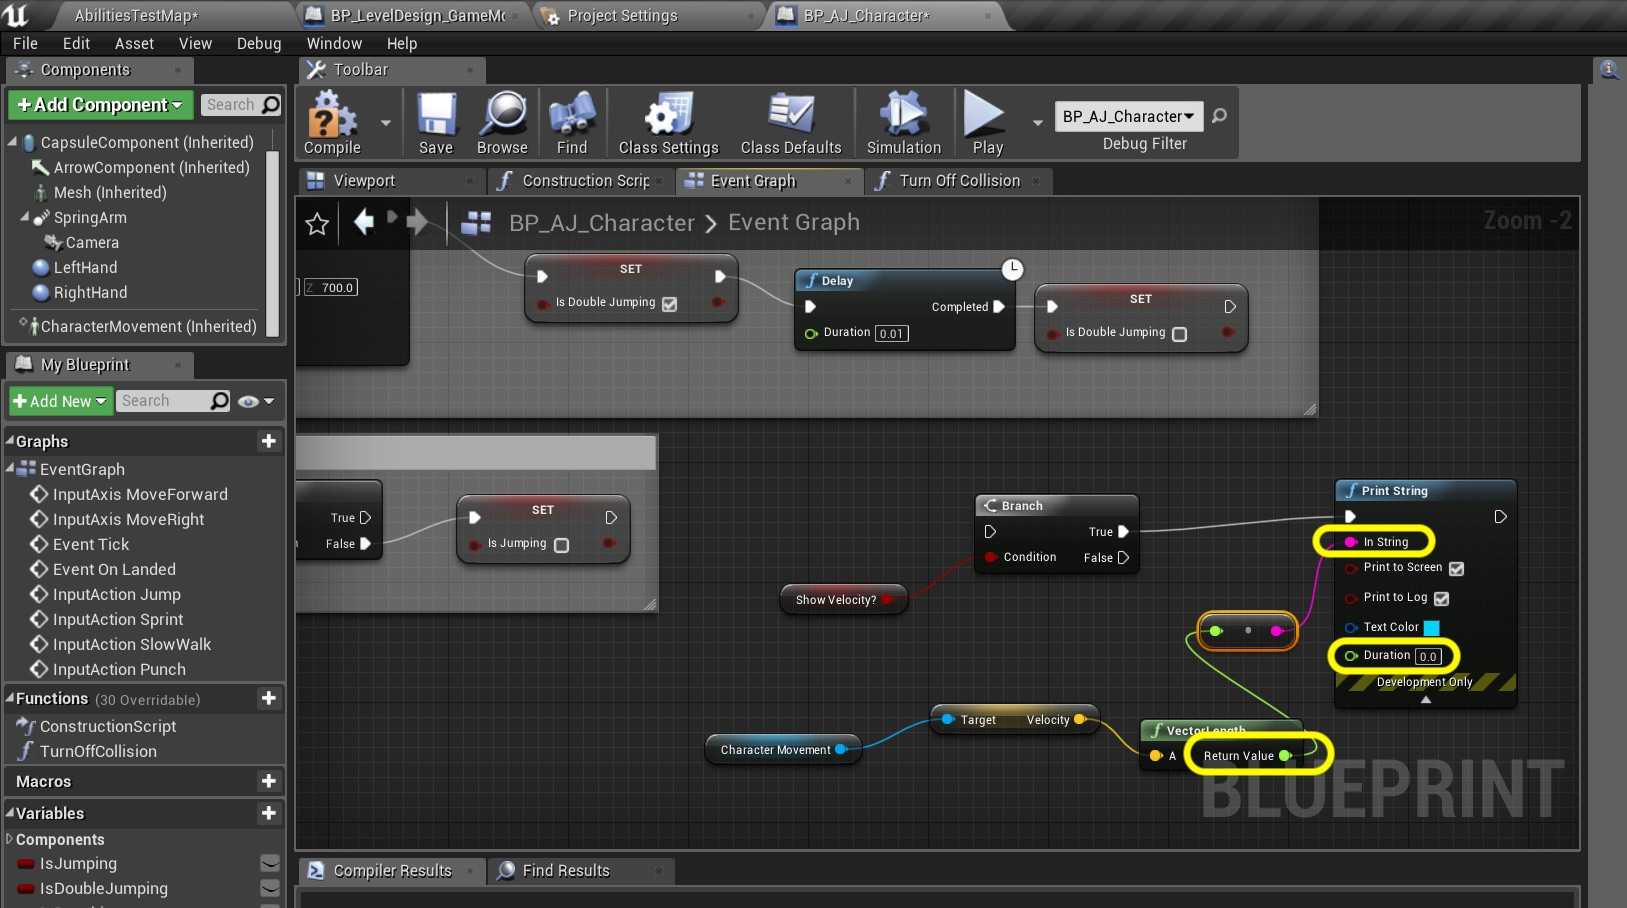 AbilitiesTestMap*
BP_LevelDesign_GameMo
Project Settings
BP_AJ_Character*
File Edit Asset View Debug Window Help
Components
Toolbar
+Add Component
Search
CapsuleComponent (Inherited)
ArrowComponent (Inherited)
Mesh (Inherited)
SpringArm
Camera
LeftHand
RightHand
CharacterMovement (Inherited)
Compile
Save
Browse
Find
Class Settings
Class Defaults
Simulation
Play
BP_AJ_Character
Debug Filter
Viewport
Construction Scrip
Event Graph
Turn Off Collision
BP_AJ_Character > Event Graph
Zoom -2
Z 700.0
SET
Is Double Jumping
Delay
Completed
Duration 0.01
SET
Is Double Jumping
My Blueprint
+Add New
Search
Graphs
EventGraph
InputAxis MoveForward
InputAxis MoveRight
Event Tick
Event On Landed
InputAction Jump
InputAction Sprint
InputAction SlowWalk
InputAction Punch
Functions (30 Overridable)
ConstructionScript
TurnOffCollision
Macros
Variables
Components
IsJumping
IsDoubleJumping
True
False
SET
Is Jumping
Branch
True
Condition False
Show Velocity?
Print String
In String
Print to Screen
Print to Log
Text Color
Duration 0.0
Development Only
Target Velocity
Character Movement
VectorLength
A Return Value
BLUEPRINT
Compiler Results
Find Results